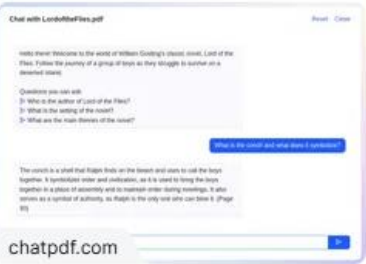 Chat with LordoftheFlies.pdf
Reset Close
Hello there! Welcome to the world of William Golding's classic novel, Lord of the
Flies. Follow the journey of a group of boys as they struggle to survive on a
deserted island.
Questions you can ask:
Who is the author of Lord of the Flies?
What is the setting of the novel?
What are the main themes of the novel?
What is the conch and what does it symbolize?
The conch is a shell that Ralph finds on the beach and uses to call the boys
together. It symbolizes order and civilization, as it is used to bring the boys
together in a place of assembly and to maintain order during meetings. It also
serves as a symbol of authority, as Ralph is the only one who can blow it. (Page
chatpdf.com